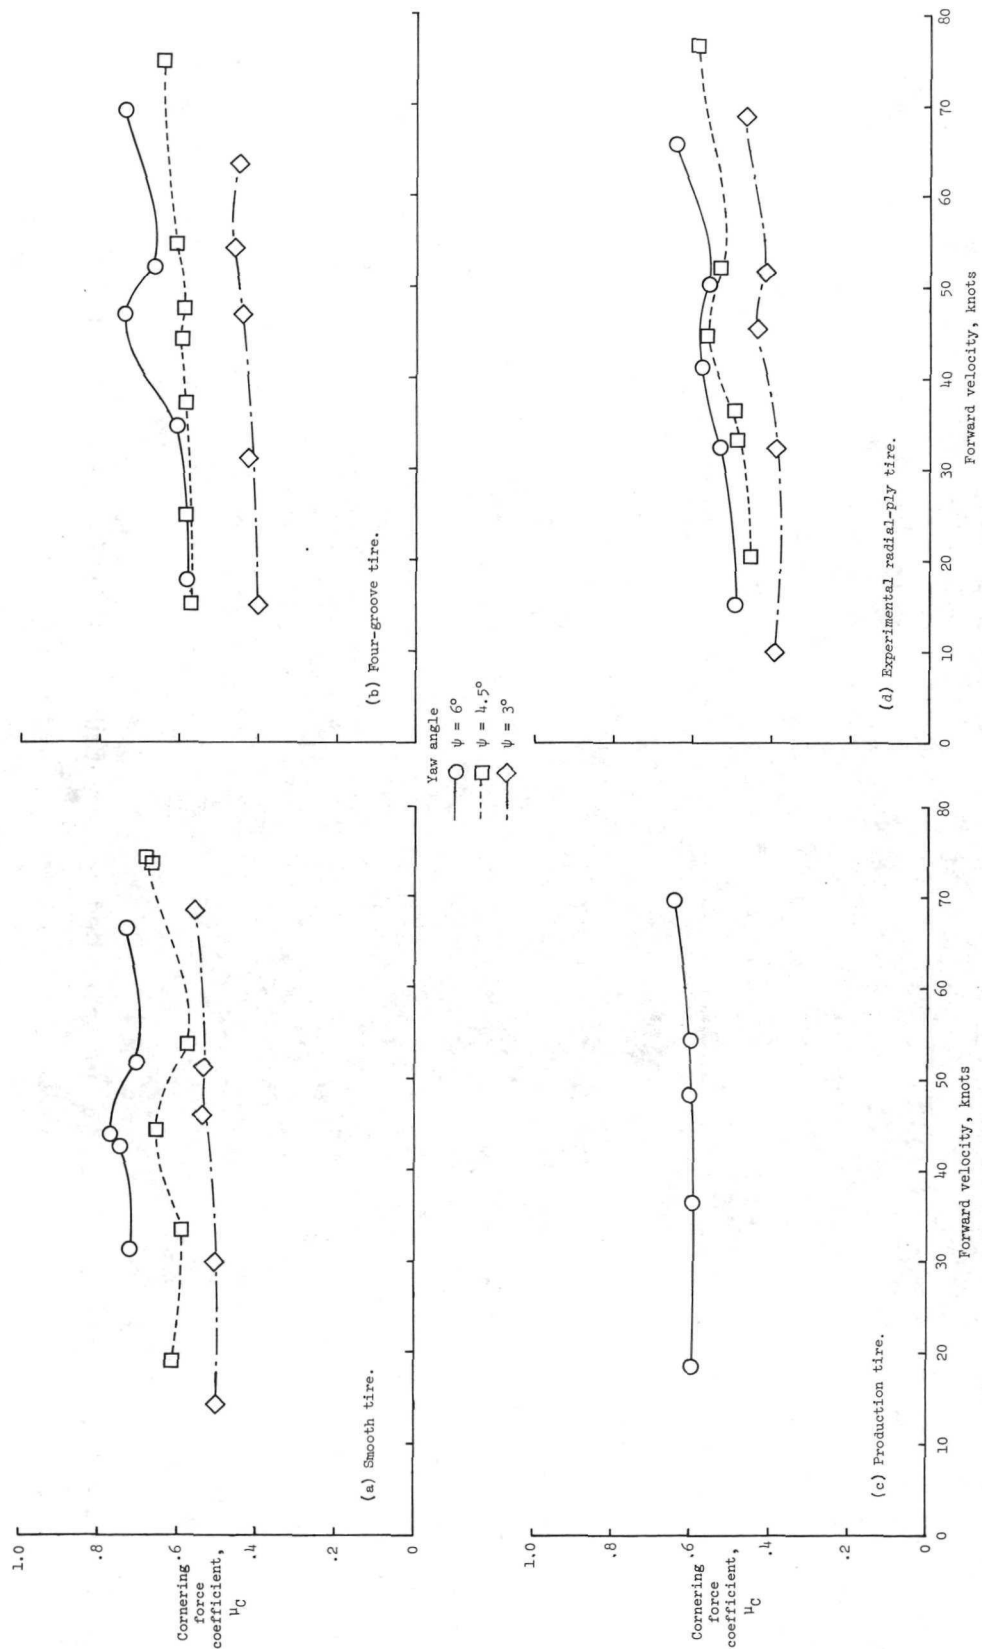 1.0
.8
.6
.4
.2
0
Cornering
force
coefficient,
μC
(a) Smooth tire.
(b) Four-groove tire.
Yaw angle
ψ = 6°
ψ = 4.5°
ψ = 3°
1.0
.8
.6
.4
.2
0
Cornering
force
coefficient,
μC
(c) Production tire.
0
10
20
30
40
50
60
70
80
Forward velocity, knots
(d) Experimental radial-ply tire.
0
10
20
30
40
50
60
70
80
Forward velocity, knots